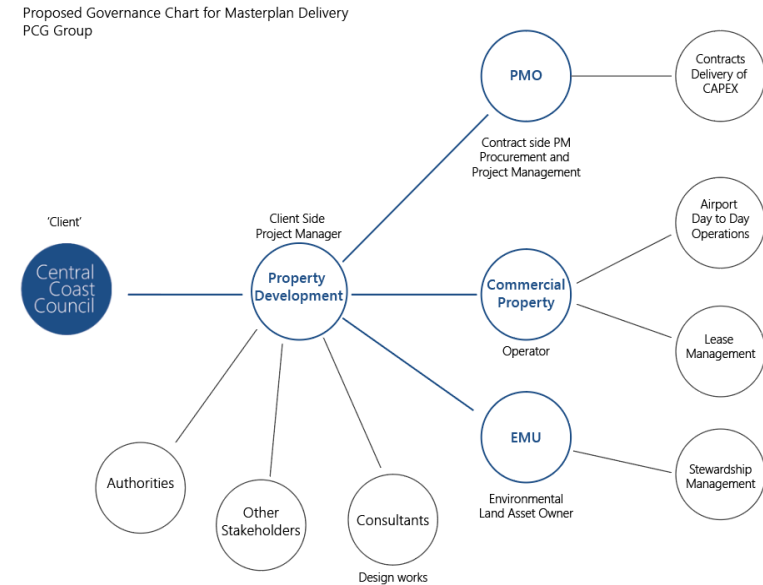 Proposed Governance Chart for Masterplan Delivery
PCG Group
PMO
Contract side PM
Procurement and
Project Management
Contracts
Delivery of
CAPEX
'Client'
Central
Coast
Council
Client Side
Project Manager
Property
Development
Commercial
Property
Operator
Airport
Day to Day
Operations
Lease
Management
EMU
Environmental
Land Asset Owner
Stewardship
Management
Authorities
Other
Stakeholders
Consultants
Design works